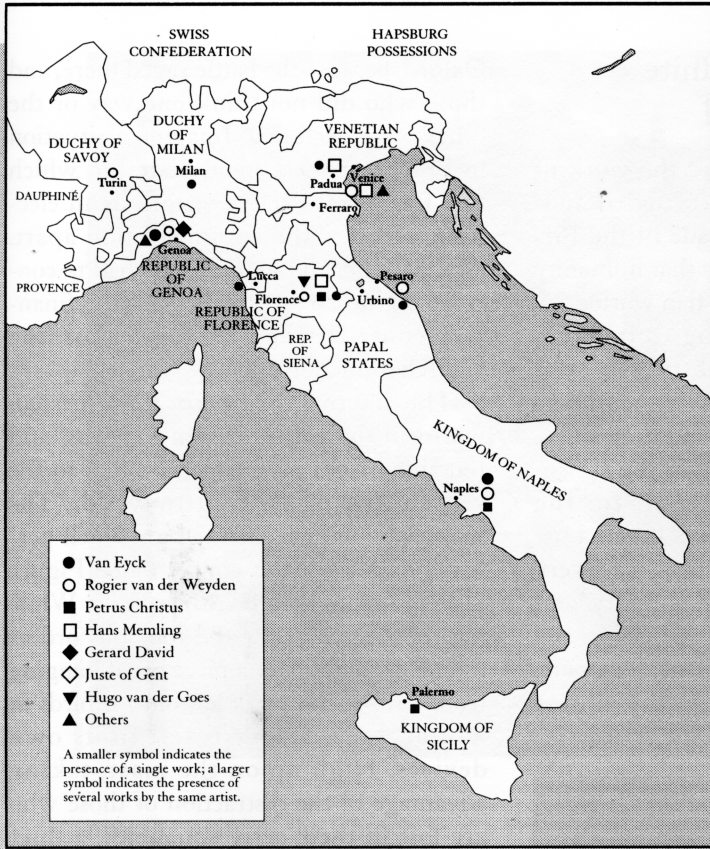 SWISS
CONFEDERATION
HAPSBURG
POSSESSIONS
DUCHY OF
SAVOY
DUCHY
OF
MILAN
VENETIAN
REPUBLIC
Turin
Milan
Padua
Venice
DAUPHINÉ
Ferraro
Genoa
REPUBLIC
OF
GENOA
PROVENCE
Lucca
Florence
REPUBLIC OF
FLORENCE
Pesaro
Urbino
REP.
OF
SIENA
PAPAL
STATES
KINGDOM OF NAPLES
Naples
Van Eyck
Rogier van der Weyden
Petrus Christus
Hans Memling
Gerard David
Juste of Gent
Hugo van der Goes
Others
A smaller symbol indicates the
presence of a single work; a larger
symbol indicates the presence of
several works by the same artist.
Palermo
KINGDOM OF
SICILY